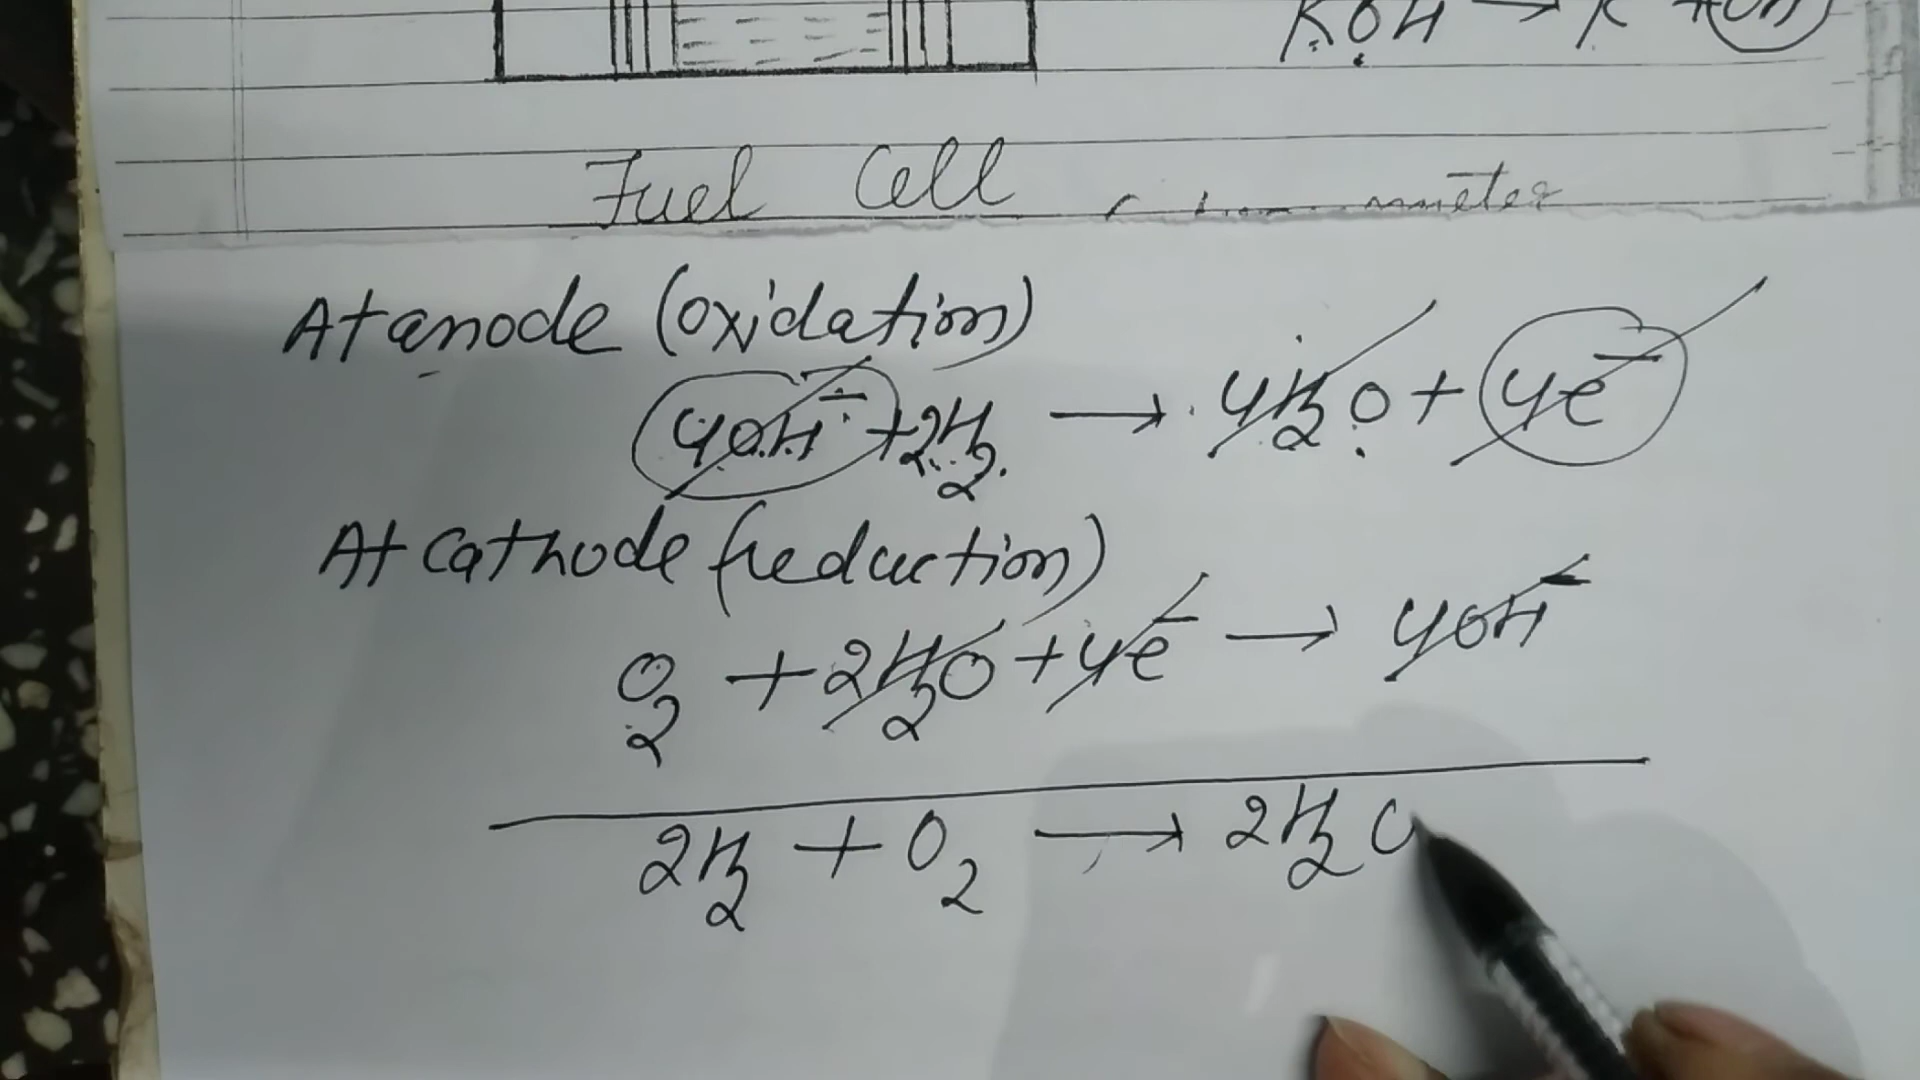 KOH → K + OH
Fuel Cell
At anode (oxidation)
4OH⁻ + 2H₂ → 4H₂O + 4e⁻
At Cathode (reduction)
O₂ + 2H₂O + 4e⁻ → 4OH⁻
2H₂ + O₂ → 2H₂O